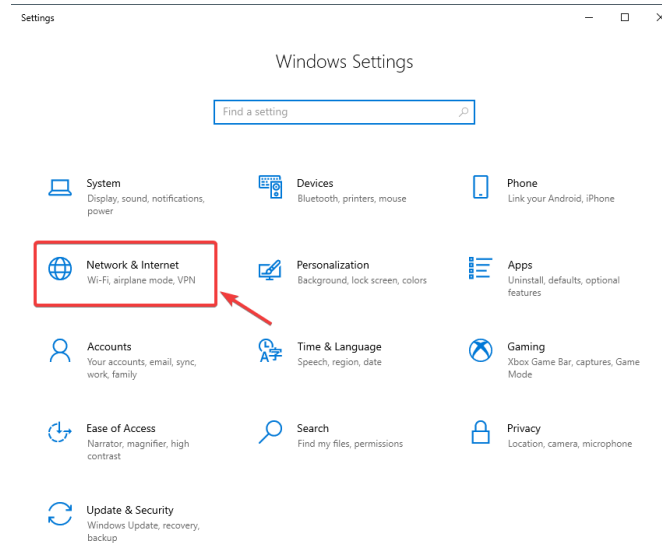 Settings
Windows Settings
Find a setting
System
Display, sound, notifications,
power
Devices
Bluetooth, printers, mouse
Phone
Link your Android, iPhone
Network & Internet
Wi-Fi, airplane mode, VPN
Personalization
Background, lock screen, colors
Apps
Uninstall, defaults, optional
features
Accounts
Your accounts, email, sync,
work, family
Time & Language
Speech, region, date
Gaming
Xbox Game Bar, captures, Game
Mode
Ease of Access
Narrator, magnifier, high
contrast
Search
Find my files, permissions
Privacy
Location, camera, microphone
Update & Security
Windows Update, recovery,
backup